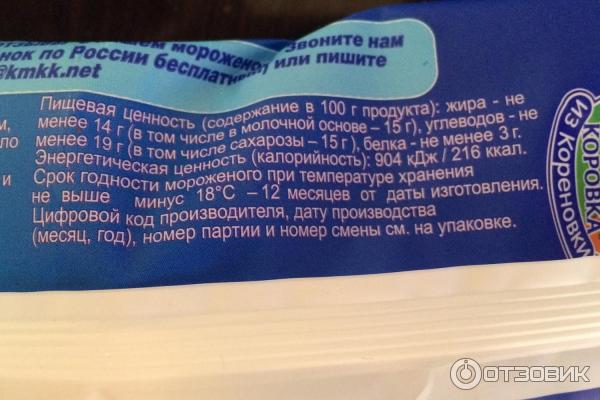 мороженого? Звоните нам
нок по России бесплатный или пишите
@kmkk.net
Пищевая ценность (содержание в 100 г продукта): жира - не
менее 14 г (в том числе в молочной основе – 15 г), углеводов - не
менее 19 г (в том числе сахарозы – 15 г), белка - не менее 3 г.
Энергетическая ценность (калорийность): 904 кДж / 216 ккал.
Срок годности мороженого при температуре хранения
не выше минус 18°С – 12 месяцев от даты изготовления.
Цифровой код производителя, дату производства
(месяц, год), номер партии и номер смены см. на упаковке.
и
КОРОВКА
ИЗ КОРЕНОВКИ
ОТЗОВИК